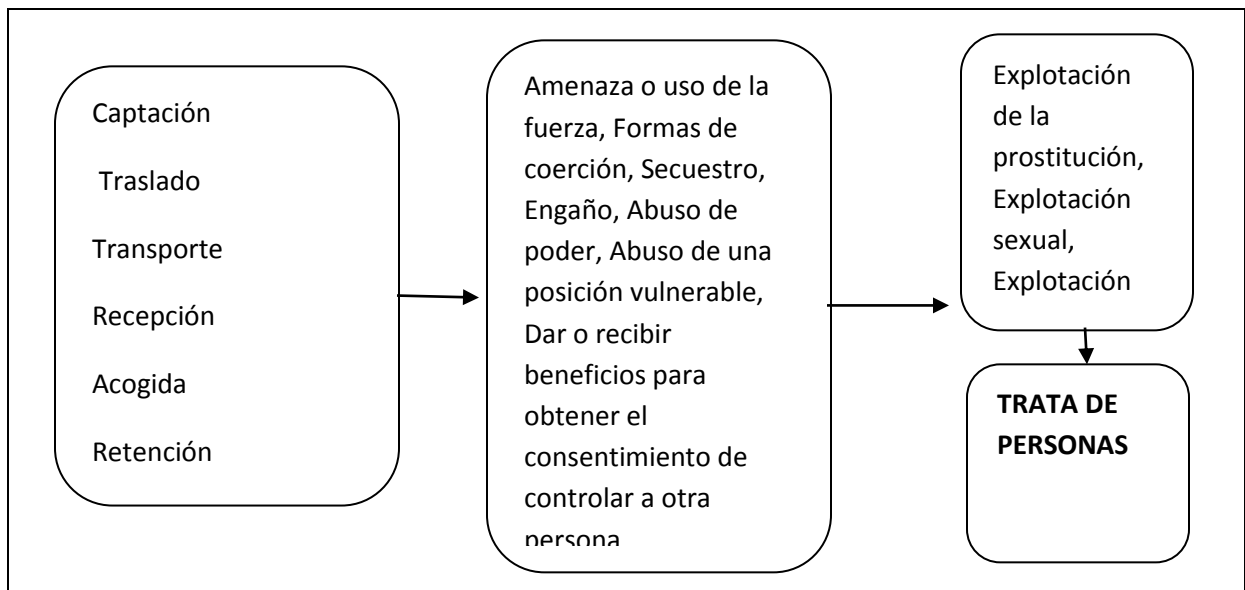 Captación
Traslado
Transporte
Recepción
Acogida
Retención
Amenaza o uso de la
fuerza, Formas de
coerción, Secuestro,
Engaño, Abuso de
poder, Abuso de una
posición vulnerable,
Dar o recibir
beneficios para
obtener el
consentimiento de
controlar a otra
persona
Explotación
de la
prostitución,
Explotación
sexual,
Explotación
TRATA DE
PERSONAS